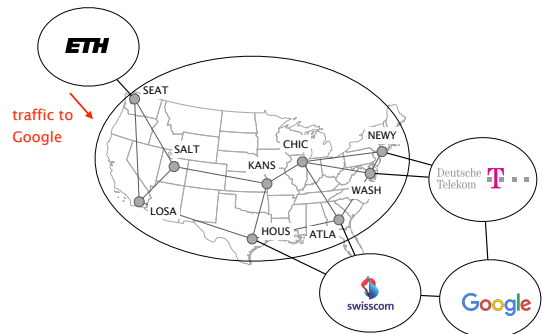 ETH
SEAT
traffic to
Google
NEWY
CHIC
SALT
KANS
Deutsche
Telekom
T
WASH
LOSA
HOUS
ATLA
swisscom
Google